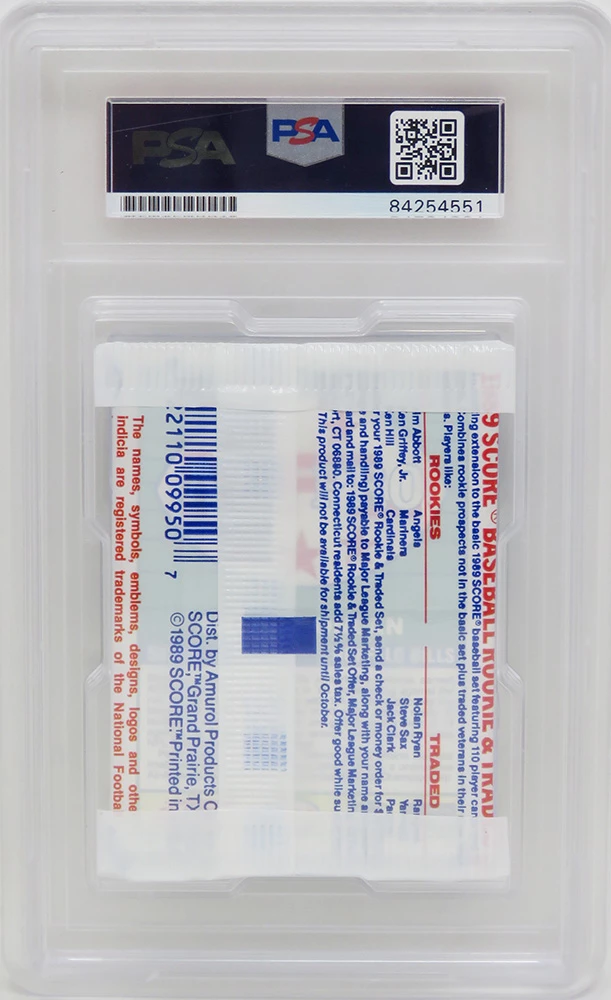 PSA
PSA
84254551
9 SCORE® BASEBALL ROOKIE & TRAD
ing extension to the basic 1989 SCORE® baseball set featuring 110 player car
Combines rookie prospects not in the basic set plus traded veterans in their
s. Players like:
ROOKIES TRADED
im Abbott Angels Nolan Ryan Ra
en Griffey, Jr. Mariners Steve Sax Ya
en Hill Cardinals Jack Clark Pa
r your 1989 SCORE® Rookie & Traded Set, send a check or money order for $
e and handling) payable to Major League Marketing, along with your name a
ard and mail to: 1989 SCORE® Rookie & Traded Set Offer, Major League Marketin
rt, CT 06880. Connecticut residents add 7½% sales tax. Offer good while su
This product will not be available for shipment until October.
Dist. by Amurol Products C
SCORE,™ Grand Prairie, TX
©1989 SCORE™ Printed in
2110 09950 7
The names, symbols, emblems, designs, logos and othe
indicia are registered trademarks of the National Footba